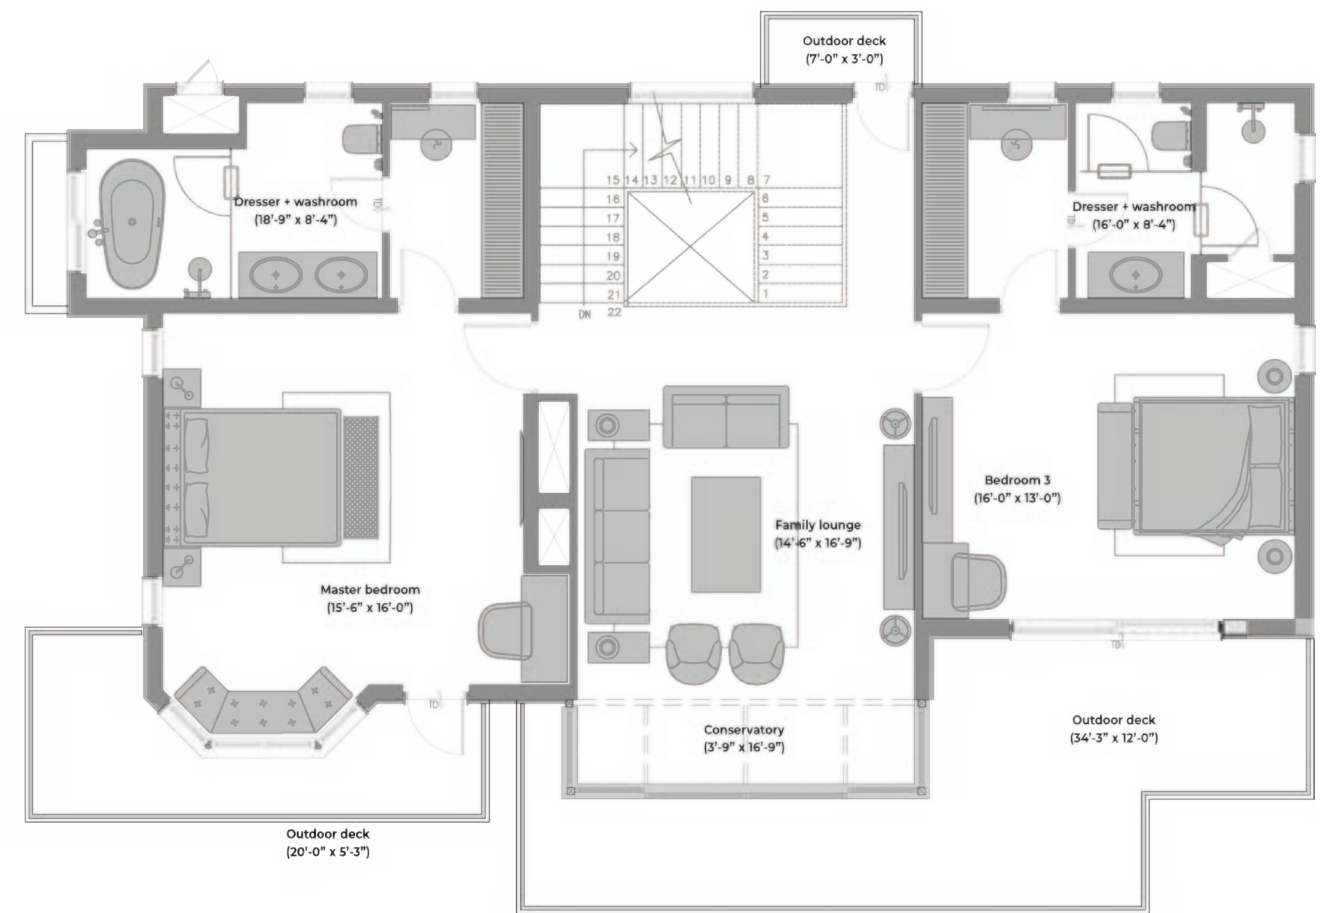 Outdoor deck
(7'-0" x 3'-0")
TD
15 14 13 12 11 10 9 8 7
16
17
18
19
20
21
22
DN
6
5
4
3
2
1
Dresser + washroom
(18'-9" x 8'-4")
TD
Dresser + washroom
(16'-0" x 8'-4")
TD
Bedroom 3
(16'-0" x 13'-0")
Family lounge
(14'-6" x 16'-9")
Master bedroom
(15'-6" x 16'-0")
TD
TD
Conservatory
(3'-9" x 16'-9")
Outdoor deck
(34'-3" x 12'-0")
Outdoor deck
(20'-0" x 5'-3")